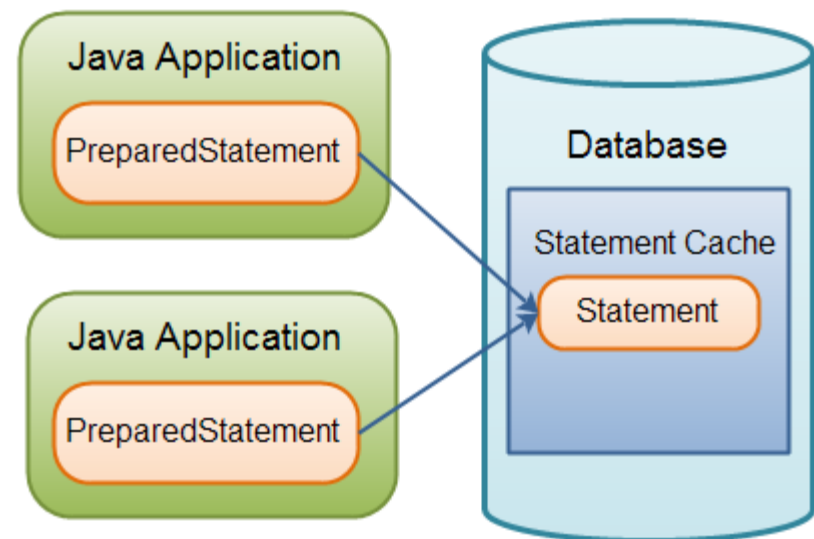 Java Application
PreparedStatement
Java Application
PreparedStatement
Database
Statement Cache
Statement